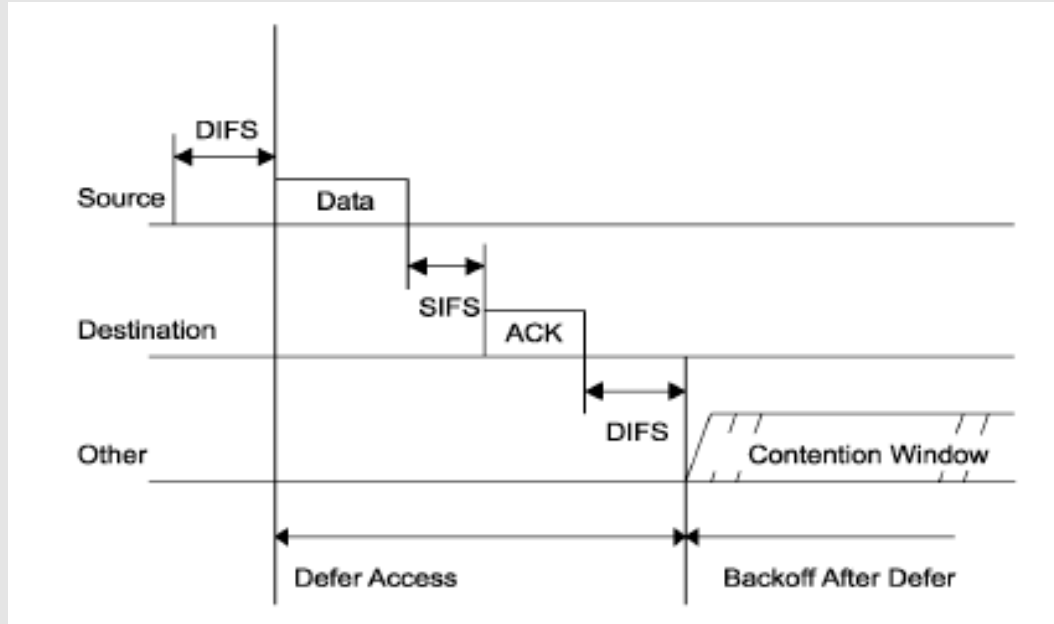 DIFS
Source
Data
SIFS
Destination
ACK
DIFS
Other
Contention Window
Defer Access
Backoff After Defer